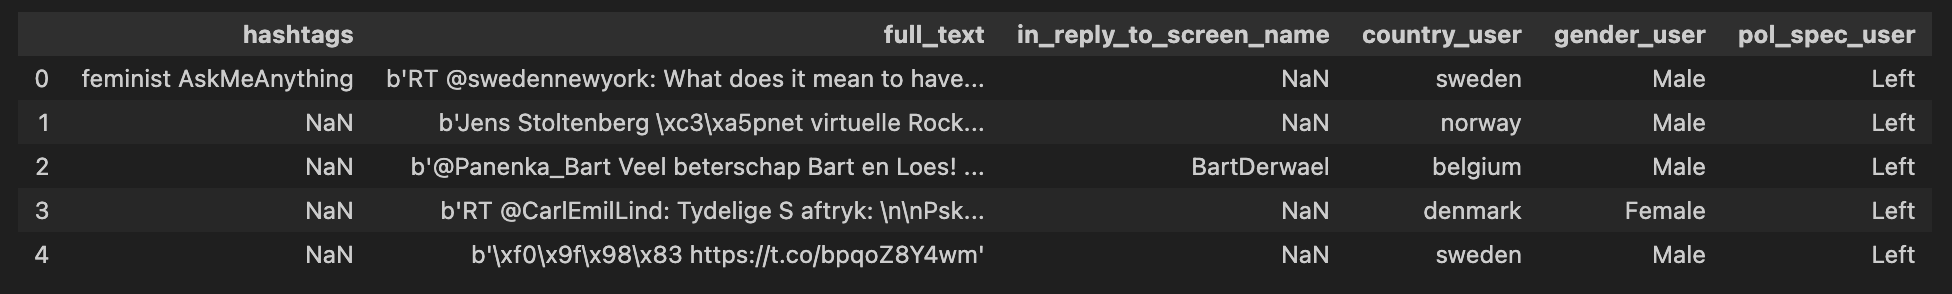 hashtags full_text in_reply_to_screen_name country_user gender_user pol_spec_user
0 feminist AskMeAnything b'RT @swedennewyork: What does it mean to have... NaN sweden Male Left
1 NaN b'Jens Stoltenberg \xc3\xa5pnet virtuelle Rock... NaN norway Male Left
2 NaN b'@Panenka_Bart Veel beterschap Bart en Loes! ... BartDerwael belgium Male Left
3 NaN b'RT @CarlEmilLind: Tydelige S aftryk: \n\nPsk... NaN denmark Female Left
4 NaN b'\xf0\x9f\x98\x83 https://t.co/bpqoZ8Y4wm' NaN sweden Male Left